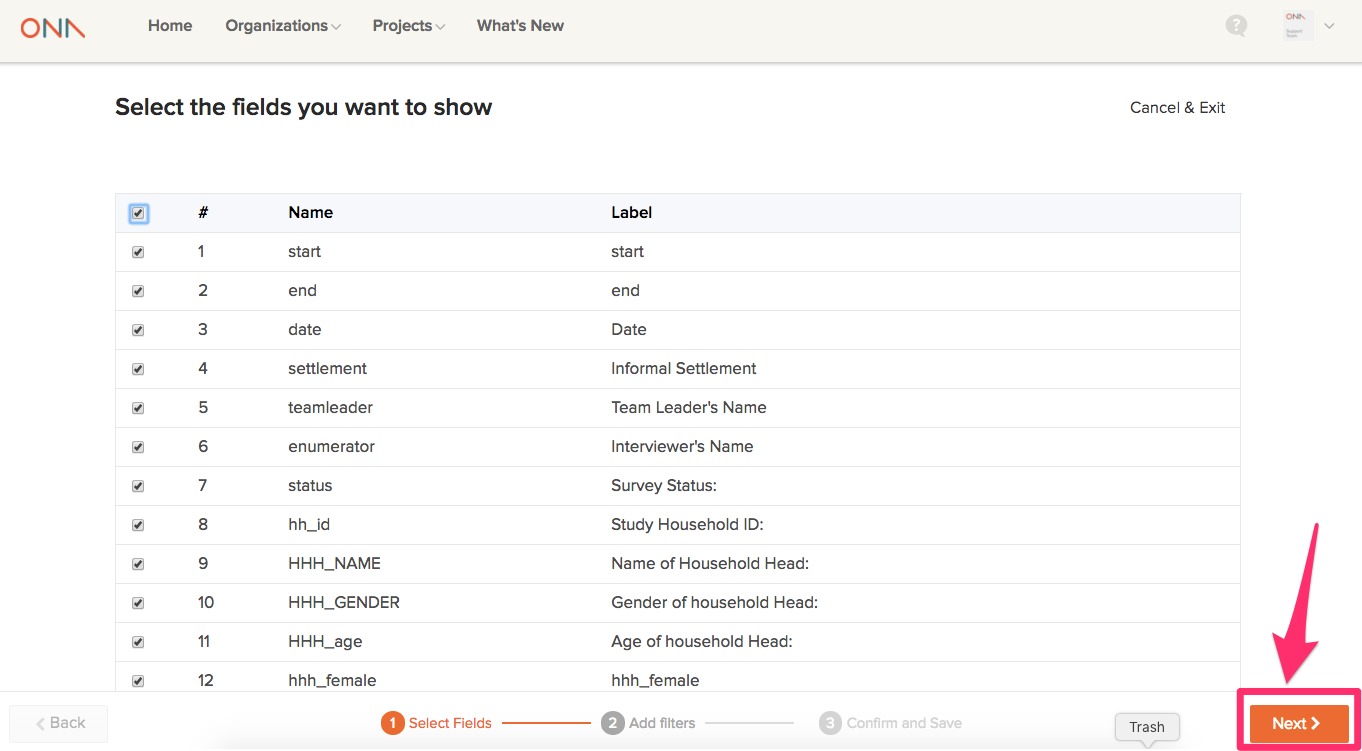 ONA Home Organizations Projects What's New ?
ONA
Support
Team
Select the fields you want to show Cancel & Exit
# Name Label
1 start start
2 end end
3 date Date
4 settlement Informal Settlement
5 teamleader Team Leader's Name
6 enumerator Interviewer's Name
7 status Survey Status:
8 hh_id Study Household ID:
9 HHH_NAME Name of Household Head:
10 HHH_GENDER Gender of household Head:
11 HHH_age Age of household Head:
12 hhh_female hhh_female
Back 1 Select Fields 2 Add filters 3 Confirm and Save Trash Next